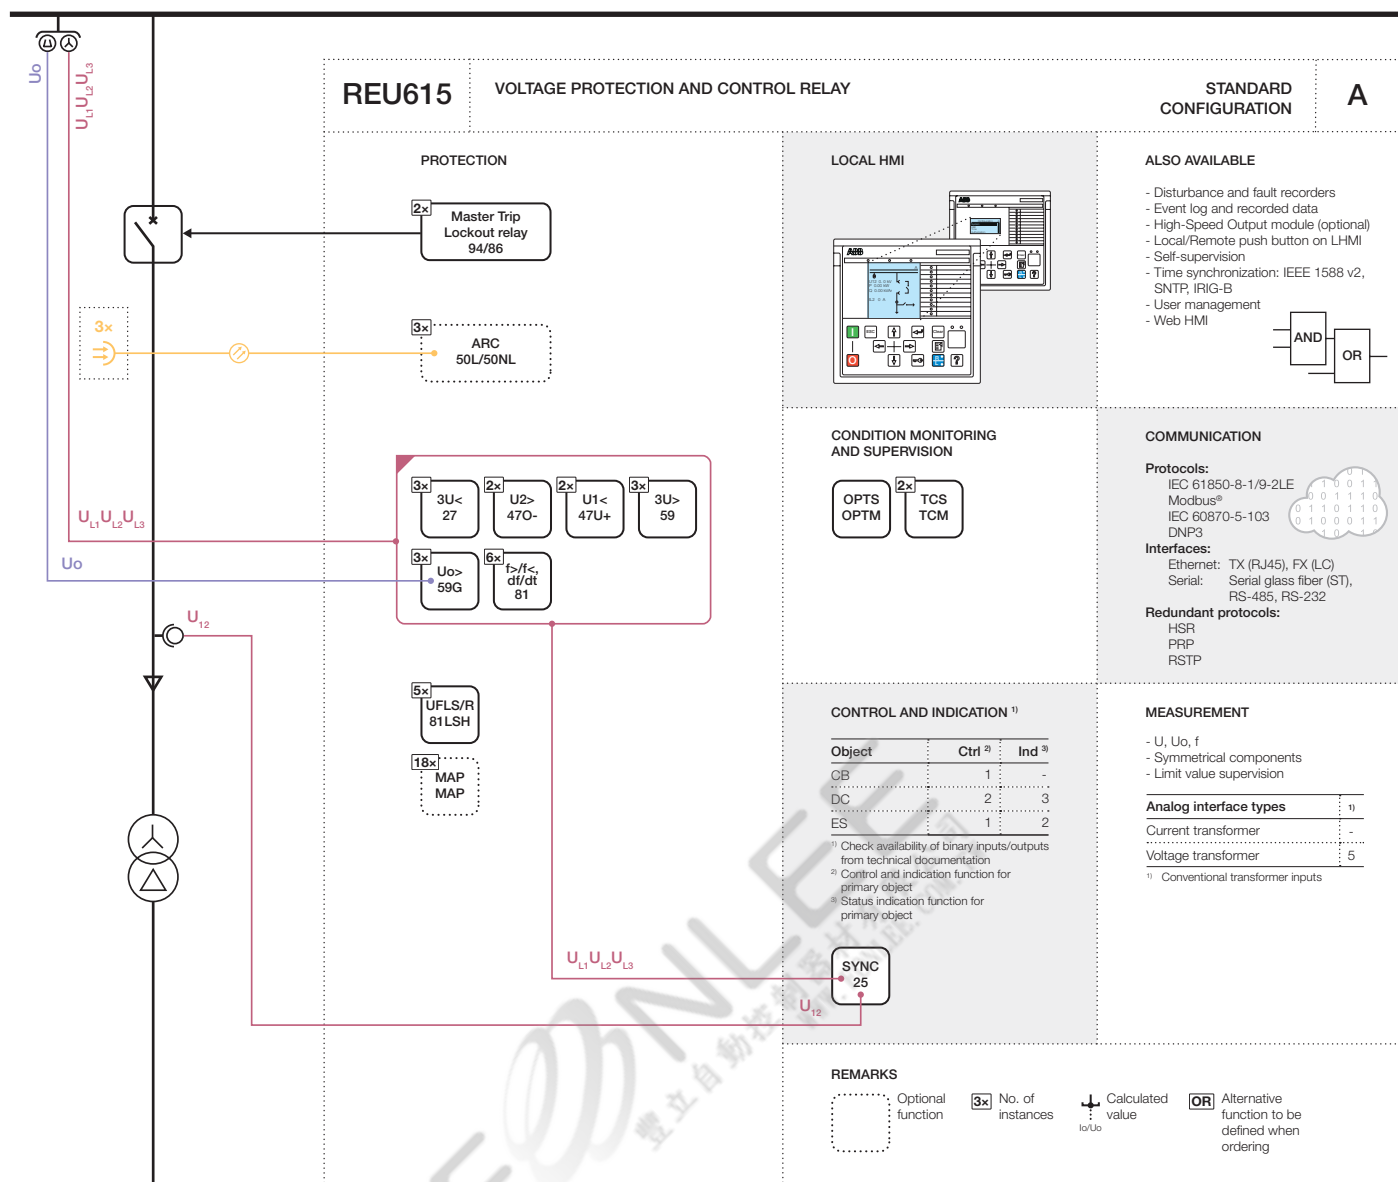 REU615
VOLTAGE PROTECTION AND CONTROL RELAY
STANDARD
CONFIGURATION
A
Uo
UL1UL2UL3
PROTECTION
2×
Master Trip
Lockout relay
94/86
3×
3×
ARC
50L/50NL
UL1UL2UL3
Uo
3×
3U<
27
2×
U2>
47O-
2×
U1<
47U+
3×
3U>
59
3×
Uo>
59G
6×
f>/f<,
df/dt
81
U12
5×
UFLS/R
81LSH
18×
MAP
MAP
UL1UL2UL3
U12
LOCAL HMI
ABB
ABB
ESC
Clear
CONDITION MONITORING
AND SUPERVISION
OPTS
OPTM
2×
TCS
TCM
CONTROL AND INDICATION 1)
Object Ctrl 2) Ind 3)
CB 1 -
DC 2 3
ES 1 2
1) Check availability of binary inputs/outputs
from technical documentation
2) Control and indication function for
primary object
3) Status indication function for
primary object
SYNC
25
ALSO AVAILABLE
- Disturbance and fault recorders
- Event log and recorded data
- High-Speed Output module (optional)
- Local/Remote push button on LHMI
- Self-supervision
- Time synchronization: IEEE 1588 v2,
SNTP, IRIG-B
- User management
- Web HMI
AND
OR
COMMUNICATION
Protocols:
IEC 61850-8-1/9-2LE
Modbus®
IEC 60870-5-103
DNP3
Interfaces:
Ethernet: TX (RJ45), FX (LC)
Serial: Serial glass fiber (ST),
RS-485, RS-232
Redundant protocols:
HSR
PRP
RSTP
MEASUREMENT
- U, Uo, f
- Symmetrical components
- Limit value supervision
Analog interface types 1)
Current transformer -
Voltage transformer 5
1) Conventional transformer inputs
REMARKS
Optional
function
3×
No. of
instances
Io/Uo
Calculated
value
OR
Alternative
function to be
defined when
ordering